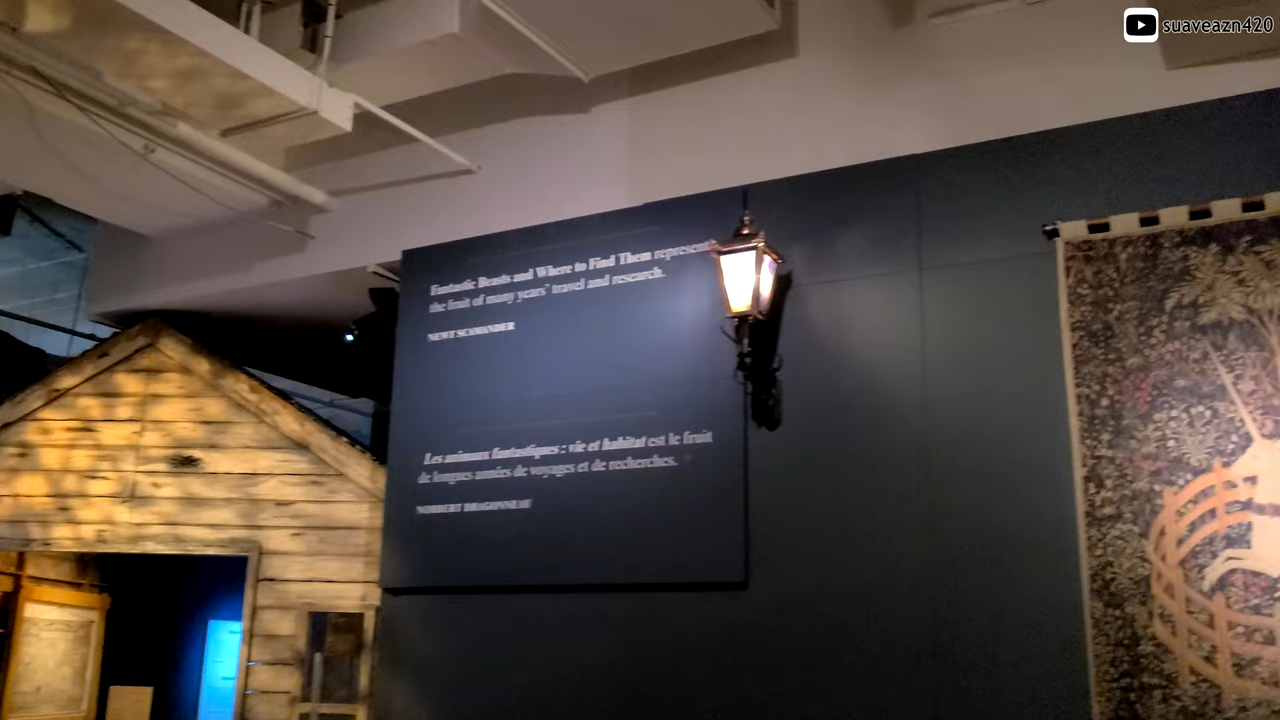 suaveazn420
Fantastic Beasts and Where to Find Them represents
the fruit of many years' travel and research.
NEWT SCAMANDER
Les animaux fantastiques : vie et habitat est le fruit
de longues années de voyages et de recherches.
NORBERT DRAGONNEAU